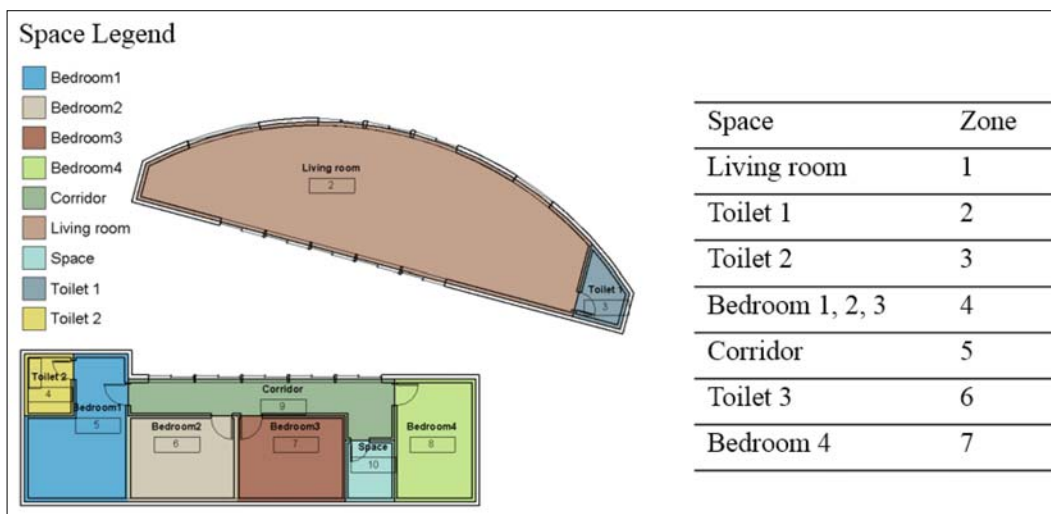 Space Legend
Bedroom1
Bedroom2
Bedroom3
Bedroom4
Corridor
Living room
Space
Toilet 1
Toilet 2
Living room
2
Toilet 1
3
Toilet 2
4
Bedroom1
5
Corridor
9
Bedroom2
6
Bedroom3
7
Space
10
Bedroom4
8
Space Zone
Living room 1
Toilet 1 2
Toilet 2 3
Bedroom 1, 2, 3 4
Corridor 5
Toilet 3 6
Bedroom 4 7